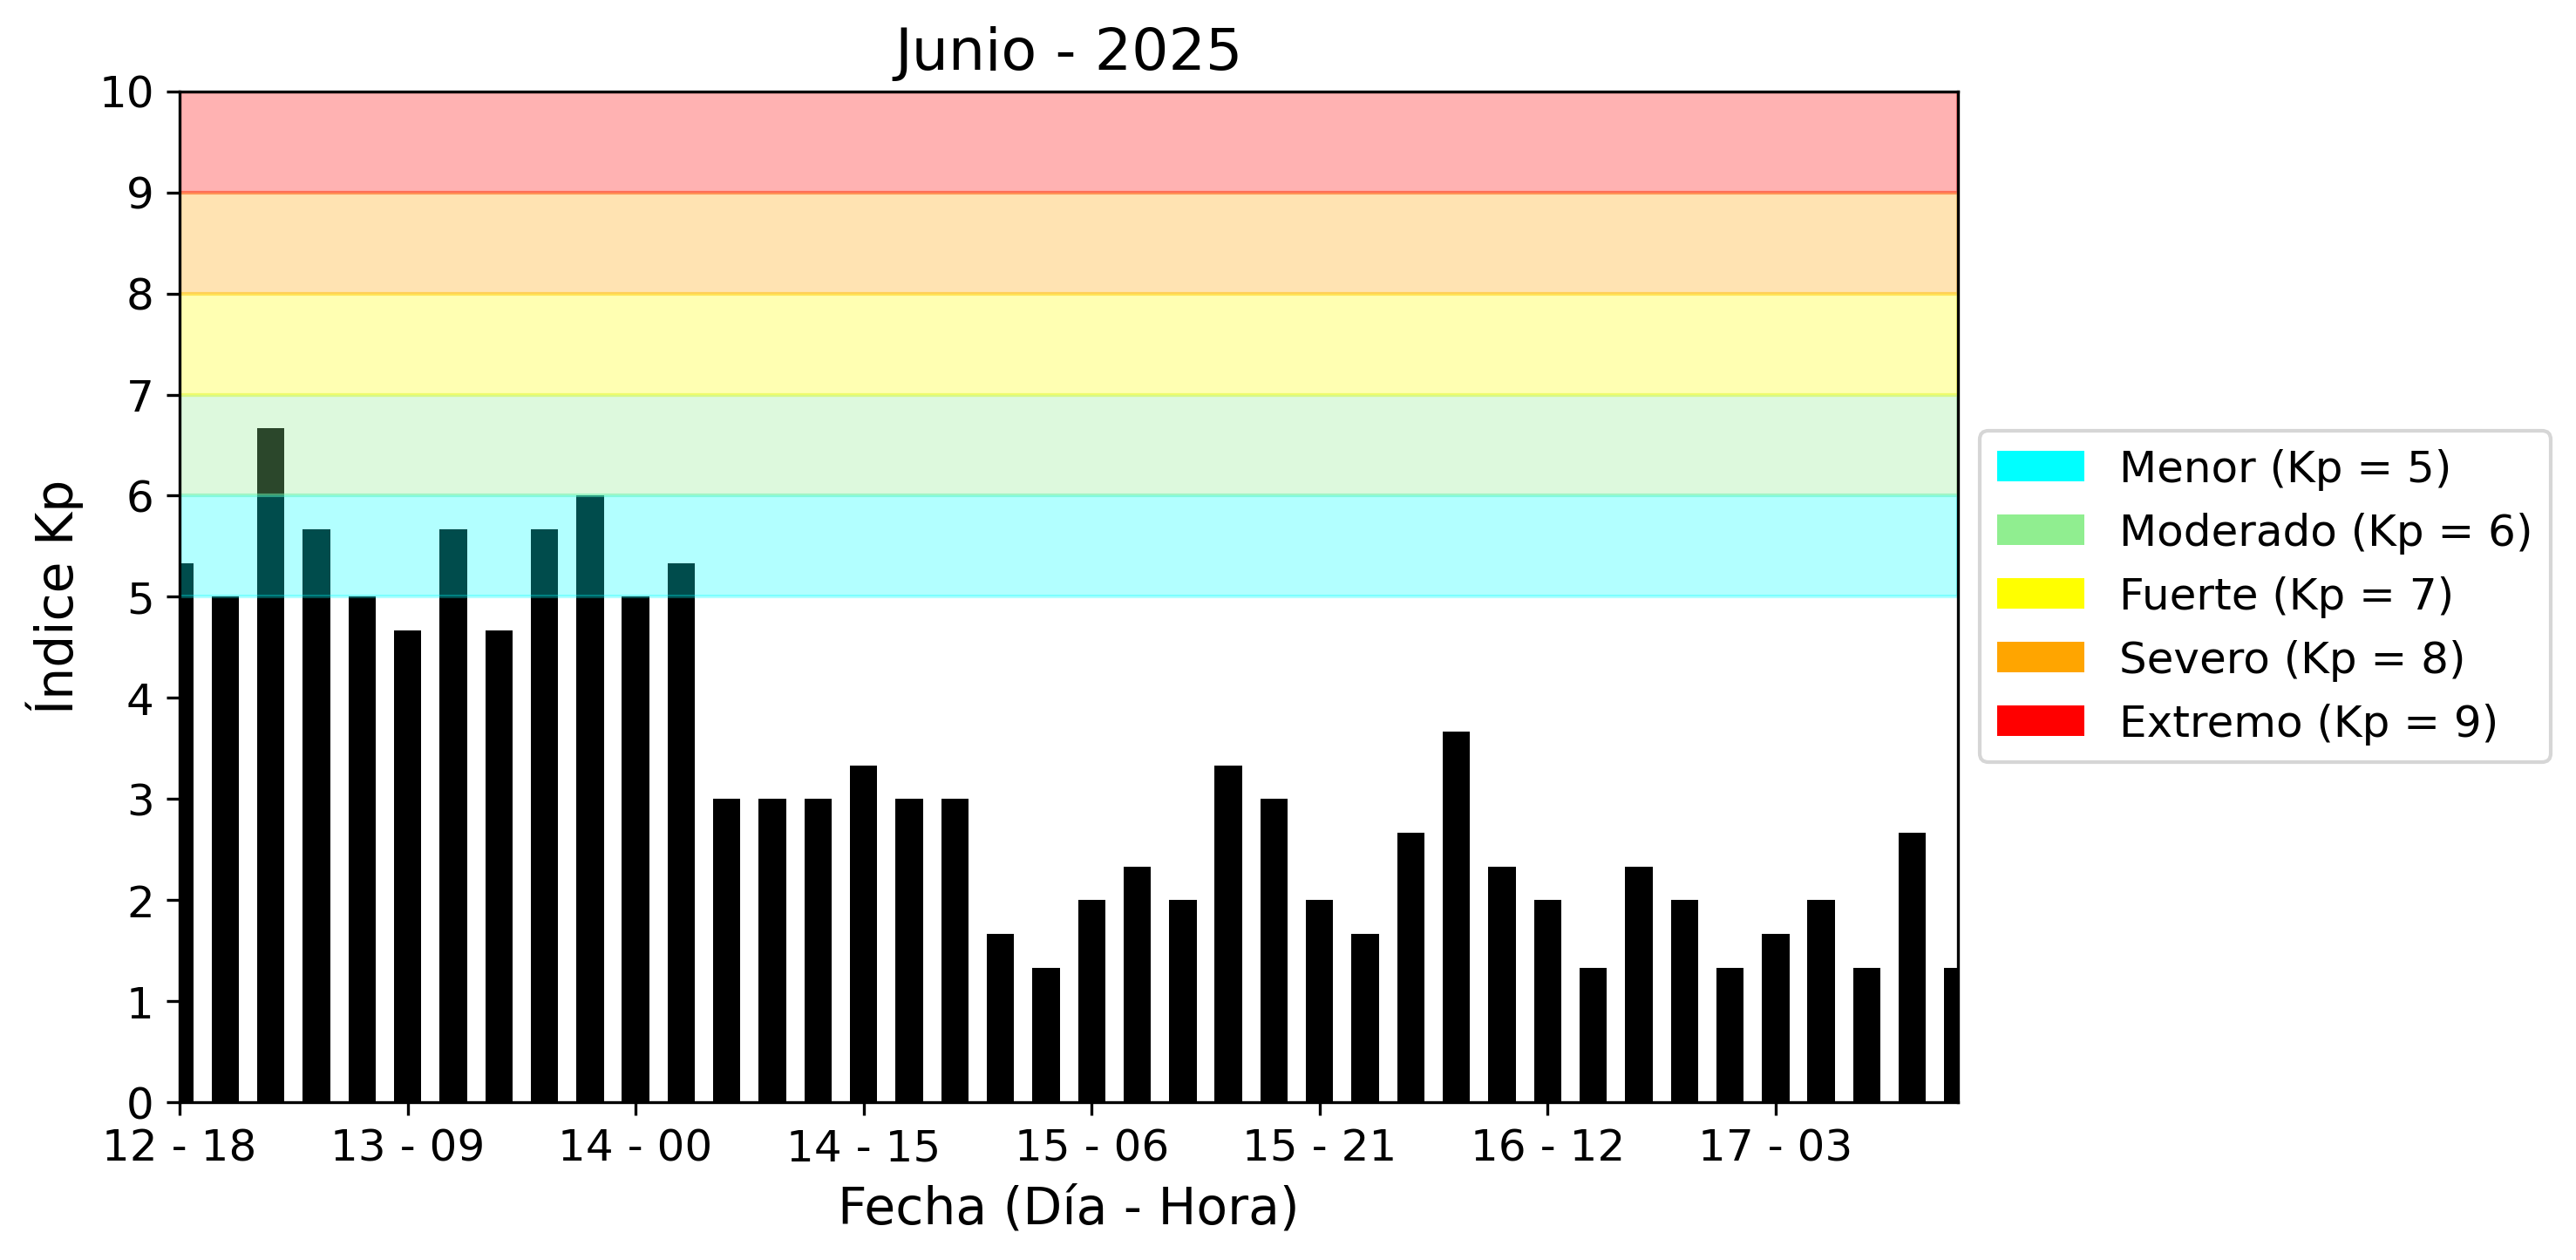 Junio - 2025
10
9
8
7
6
5
4
3
2
1
0
Índice Kp
12 - 18
13 - 09
14 - 00
14 - 15
15 - 06
15 - 21
16 - 12
17 - 03
Fecha (Día - Hora)
Menor (Kp = 5)
Moderado (Kp = 6)
Fuerte (Kp = 7)
Severo (Kp = 8)
Extremo (Kp = 9)